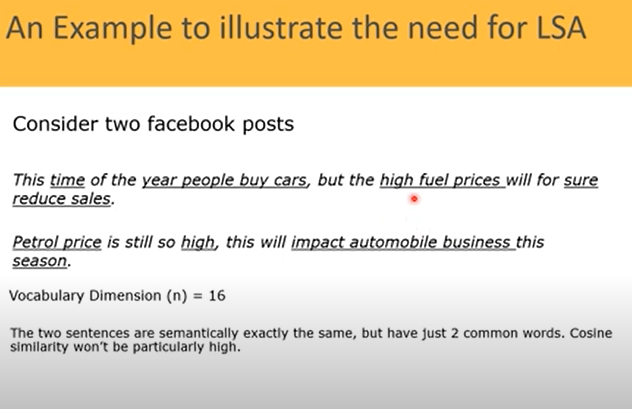 An Example to illustrate the need for LSA
Consider two facebook posts
This time of the year people buy cars, but the high fuel prices will for sure
reduce sales.
Petrol price is still so high, this will impact automobile business this
season.
Vocabulary Dimension (n) = 16
The two sentences are semantically exactly the same, but have just 2 common words. Cosine
similarity won't be particularly high.